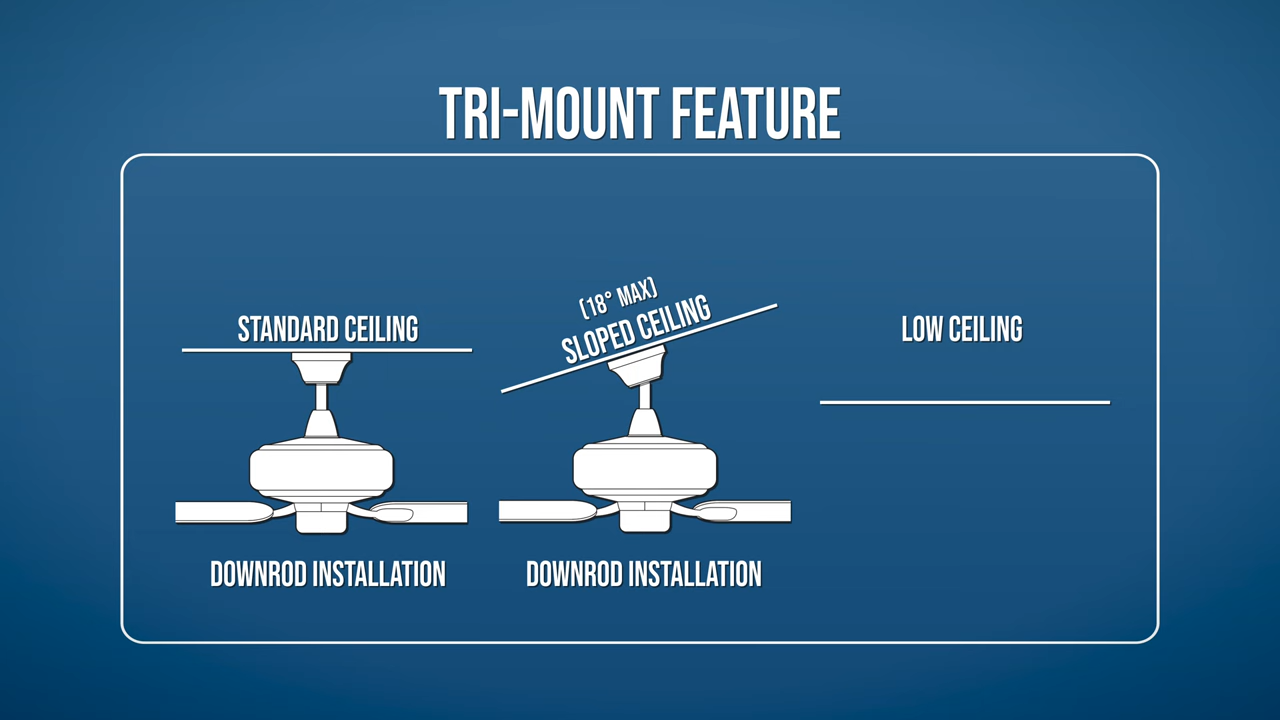 TRI-MOUNT FEATURE
STANDARD CEILING
(18° MAX)
SLOPED CEILING
LOW CEILING
DOWNROD INSTALLATION
DOWNROD INSTALLATION